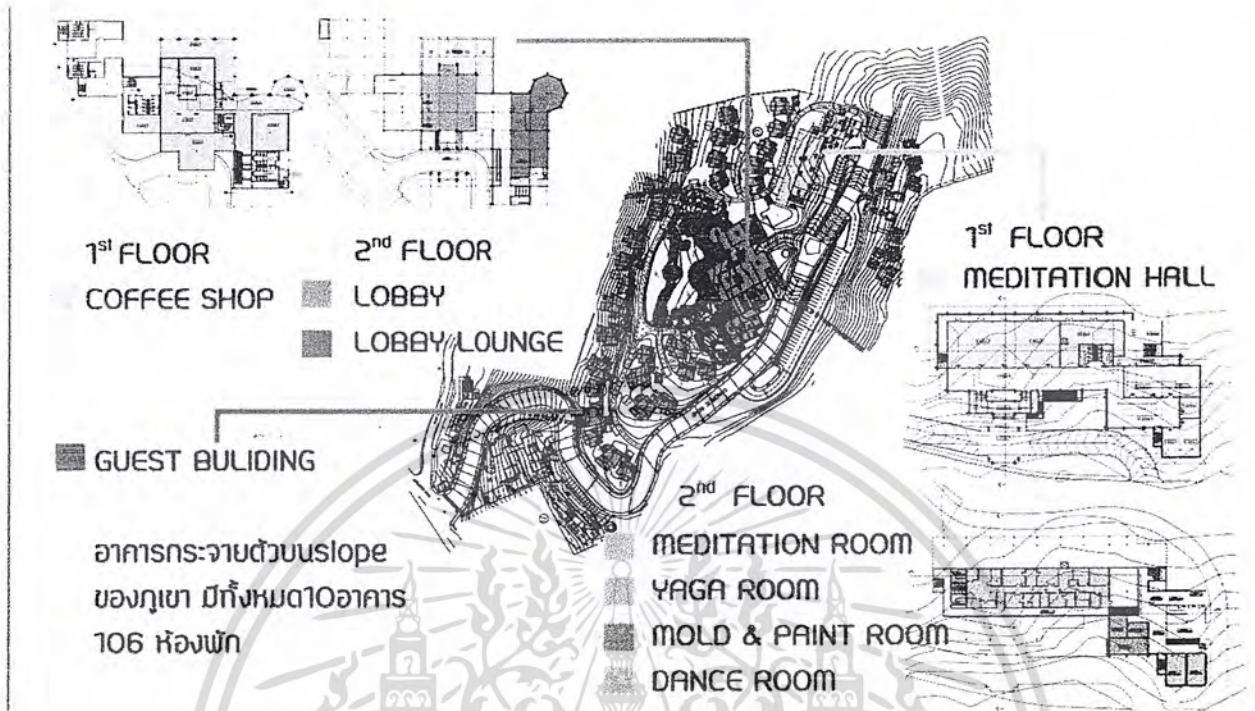 1st FLOOR
COFFEE SHOP
2nd FLOOR
LOBBY
LOBBY LOUNGE
1st FLOOR
MEDITATION HALL
GUEST BULIDING
อาคารกระจายตัวบนslope
ของภูเขา มีทั้งหมด10อาคาร
106 ห้องพัก
2nd FLOOR
MEDITATION ROOM
YAGA ROOM
MOLD & PAINT ROOM
DANCE ROOM